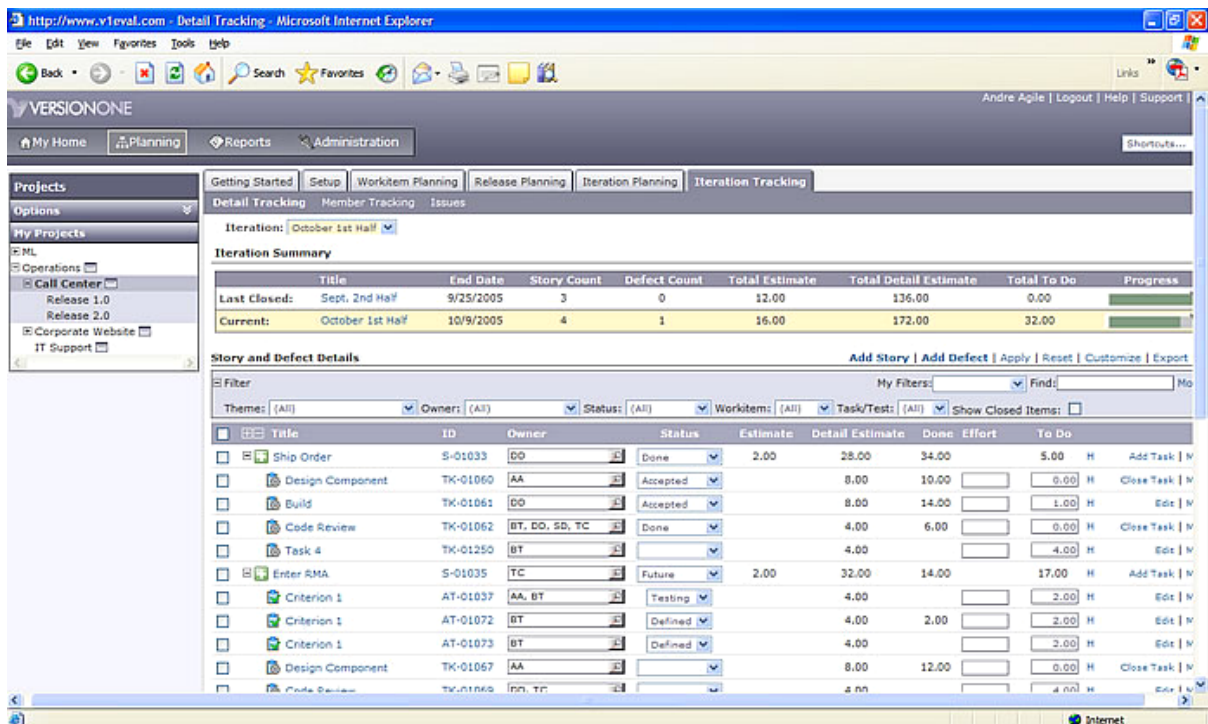 http://www.v1eval.com - Detail Tracking - Microsoft Internet Explorer
File Edit View Favorites Tools Help
Back Search Favorites Links
VERSIONONE
Andre Agile | Logout | Help | Support |
My Home Planning Reports Administration Shortcuts...
Projects
Options
My Projects
ML
Operations
Call Center
Release 1.0
Release 2.0
Corporate Website
IT Support
Getting Started Setup Workitem Planning Release Planning Iteration Planning Iteration Tracking
Detail Tracking Member Tracking Issues
Iteration: October 1st Half
Iteration Summary
Title End Date Story Count Defect Count Total Estimate Total Detail Estimate Total To Do Progress
Last Closed: Sept. 2nd Half 9/25/2005 3 0 12.00 136.00 0.00
Current: October 1st Half 10/9/2005 4 1 16.00 172.00 32.00
Story and Defect Details Add Story | Add Defect | Apply | Reset | Customize | Export
Filter My Filters: Find: Mo
Theme: (All) Owner: (All) Status: (All) Workitem: (All) Task/Test: (All) Show Closed Items:
Title ID Owner Status Estimate Detail Estimate Done Effort To Do
Ship Order S-01033 DO Done 2.00 28.00 34.00 5.00 H Add Task |
Design Component TK-01060 AA Accepted 8.00 10.00 0.00 H Close Task |
Build TK-01061 DO Accepted 8.00 14.00 1.00 H Edit |
Code Review TK-01062 BT, DO, SD, TC Done 4.00 6.00 0.00 H Close Task |
Task 4 TK-01250 BT 4.00 4.00 H Edit |
Enter RMA S-01035 TC Future 2.00 32.00 14.00 17.00 H Add Task |
Criterion 1 AT-01037 AA, BT Testing 4.00 2.00 H Edit |
Criterion 1 AT-01072 BT Defined 4.00 2.00 2.00 H Edit |
Criterion 1 AT-01073 BT Defined 4.00 2.00 H Edit |
Design Component TK-01067 AA 8.00 12.00 0.00 H Close Task |
Code Review TK-01069 DO, TC 4.00 4.00 H Edit |
Internet